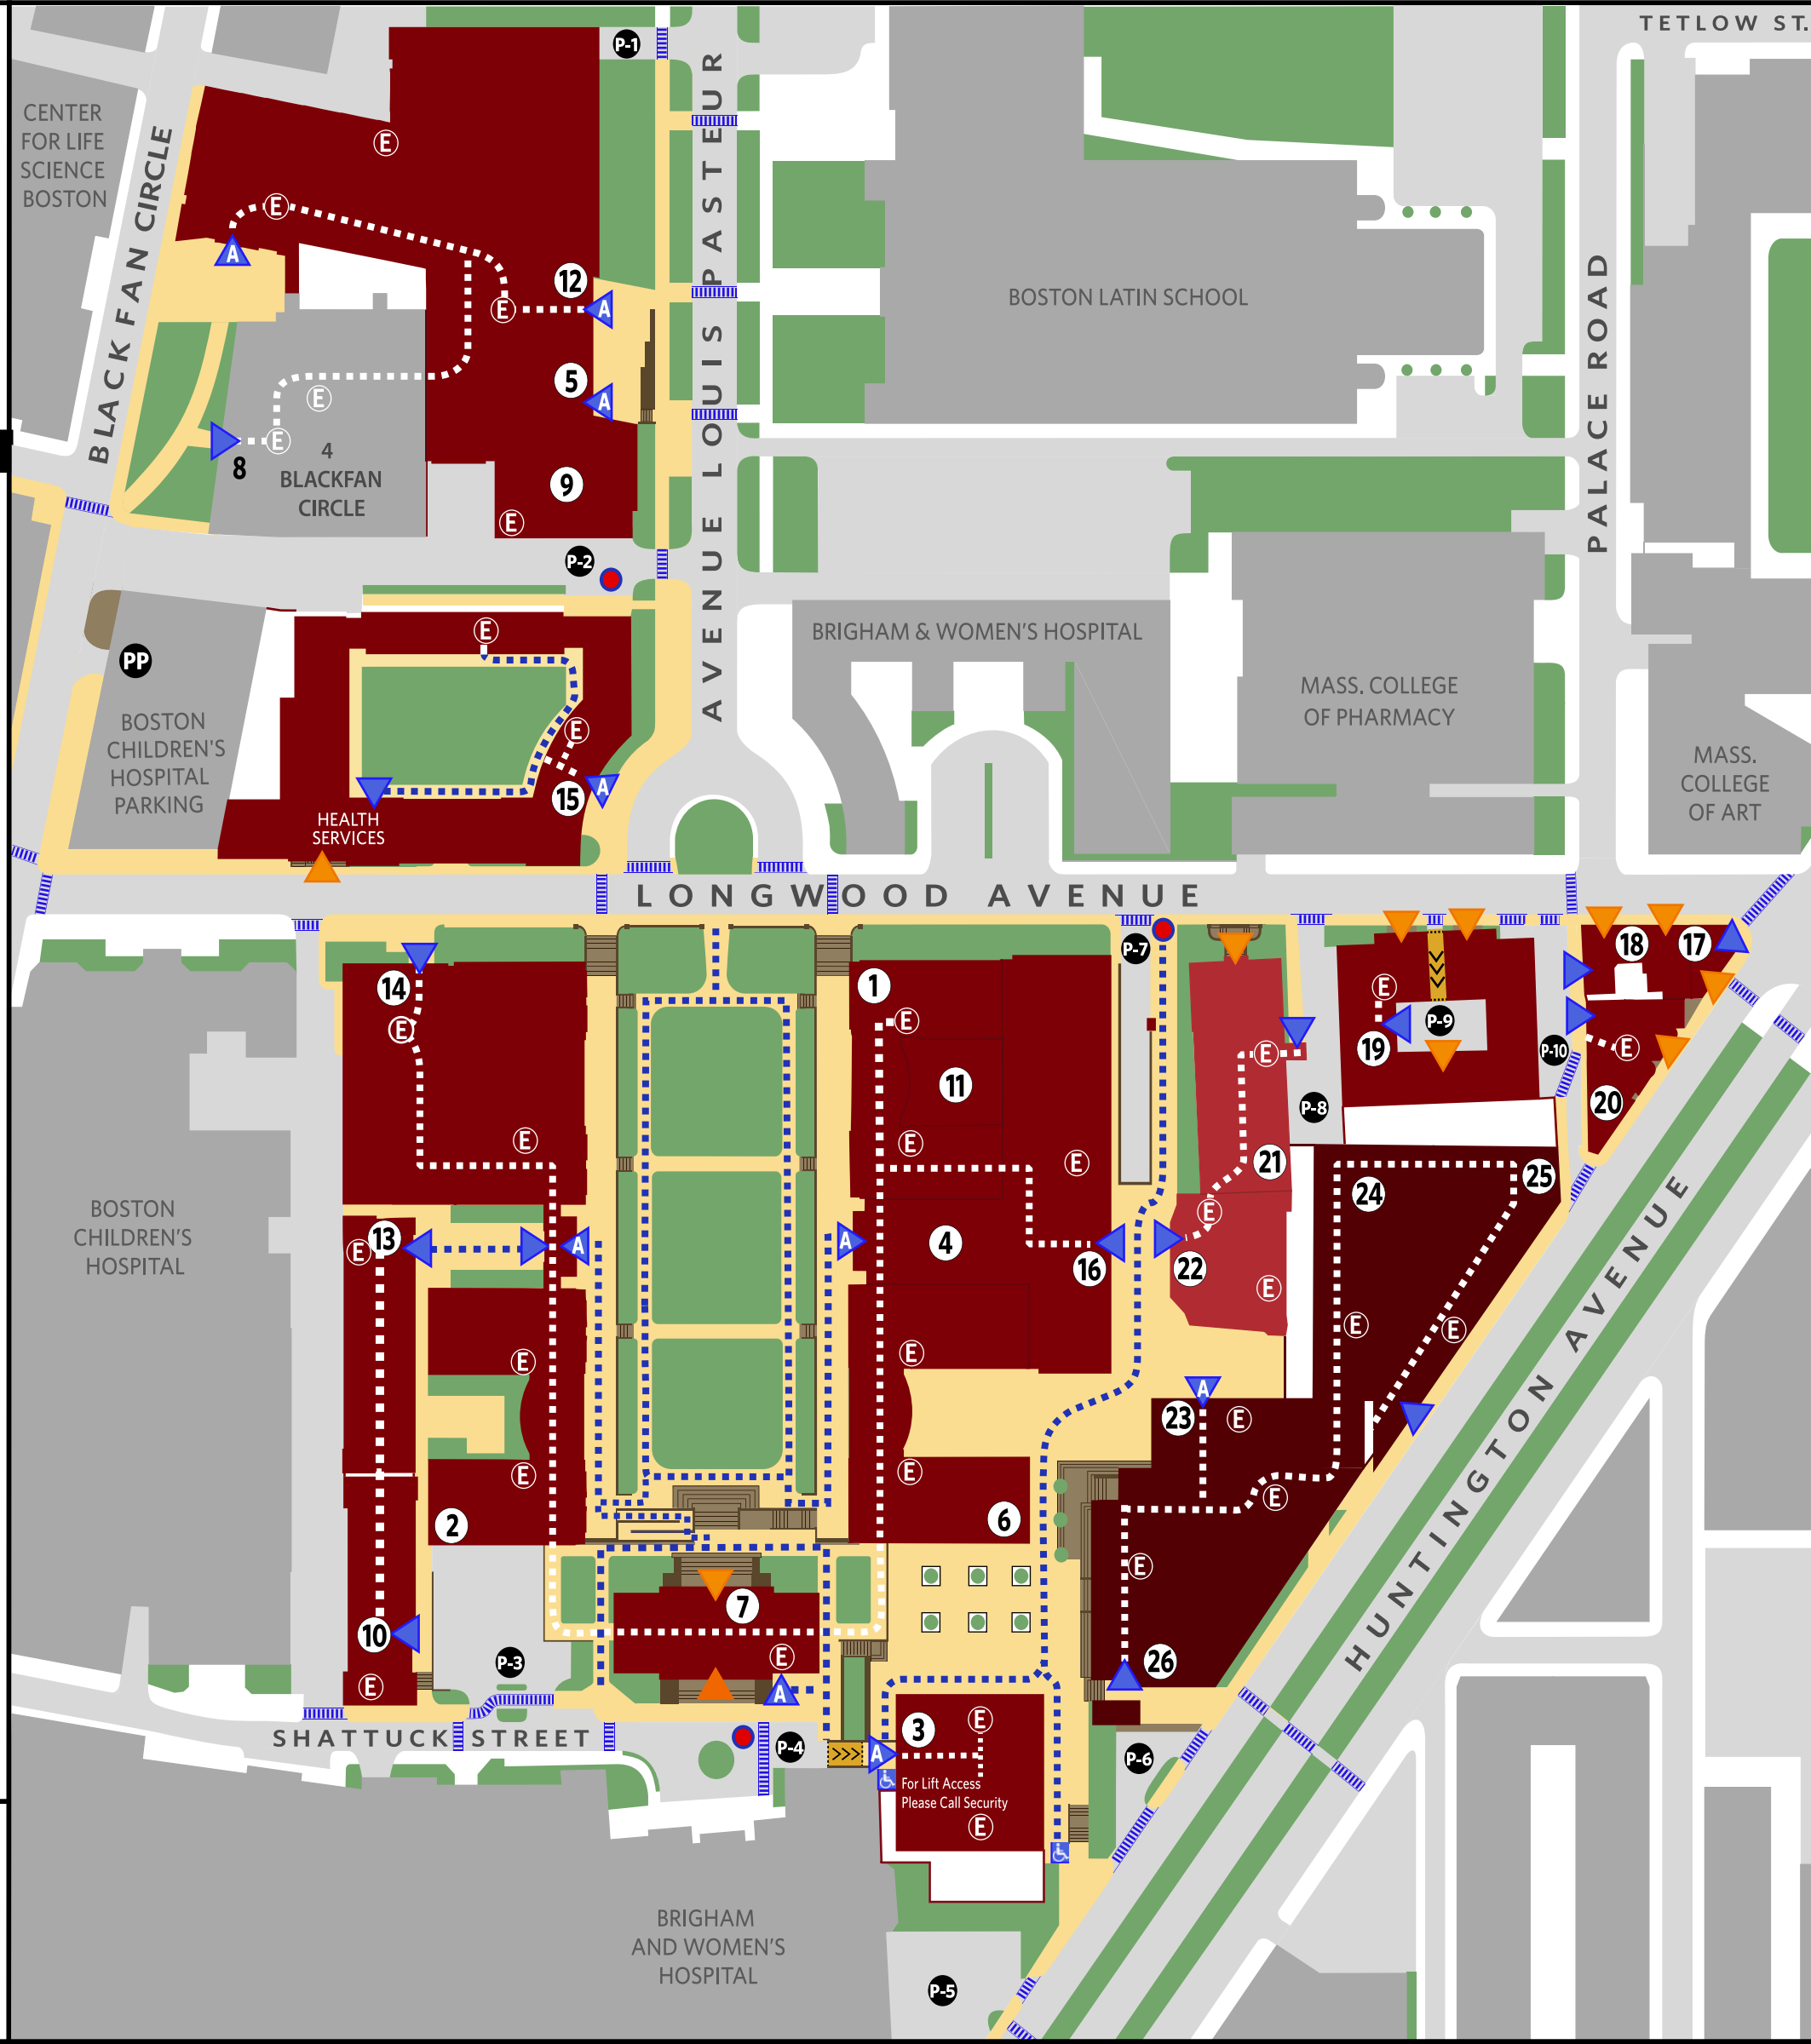 TETLOW ST.
P-1
CENTER
FOR LIFE
SCIENCE
BOSTON
BLACKFAN CIRCLE
AVENUE LOUIS PASTEUR
PALACE ROAD
E
E
A
12
E
A
BOSTON LATIN SCHOOL
5
A
E
E
8
4
BLACKFAN
CIRCLE
9
E
P-2
E
BRIGHAM & WOMEN'S HOSPITAL
PP
MASS. COLLEGE
OF PHARMACY
BOSTON
CHILDREN'S
HOSPITAL
PARKING
E
15
A
MASS.
COLLEGE
OF ART
HEALTH
SERVICES
LONGWOOD AVENUE
14
E
1
E
P-7
18
17
E
P-9
19
P-10
E
20
E
11
P-8
E
E
E
21
24
25
BOSTON
CHILDREN'S
HOSPITAL
E
13
A
A
4
16
E
22
E
E
E
HUNTINGTON AVENUE
E
E
A
23
E
E
E
E
2
6
E
7
10
E
E
P-3
A
26
SHATTUCK STREET
P-4
A
3
E
For Lift Access
Please Call Security
E
P-6
BRIGHAM
AND WOMEN'S
HOSPITAL
P-5